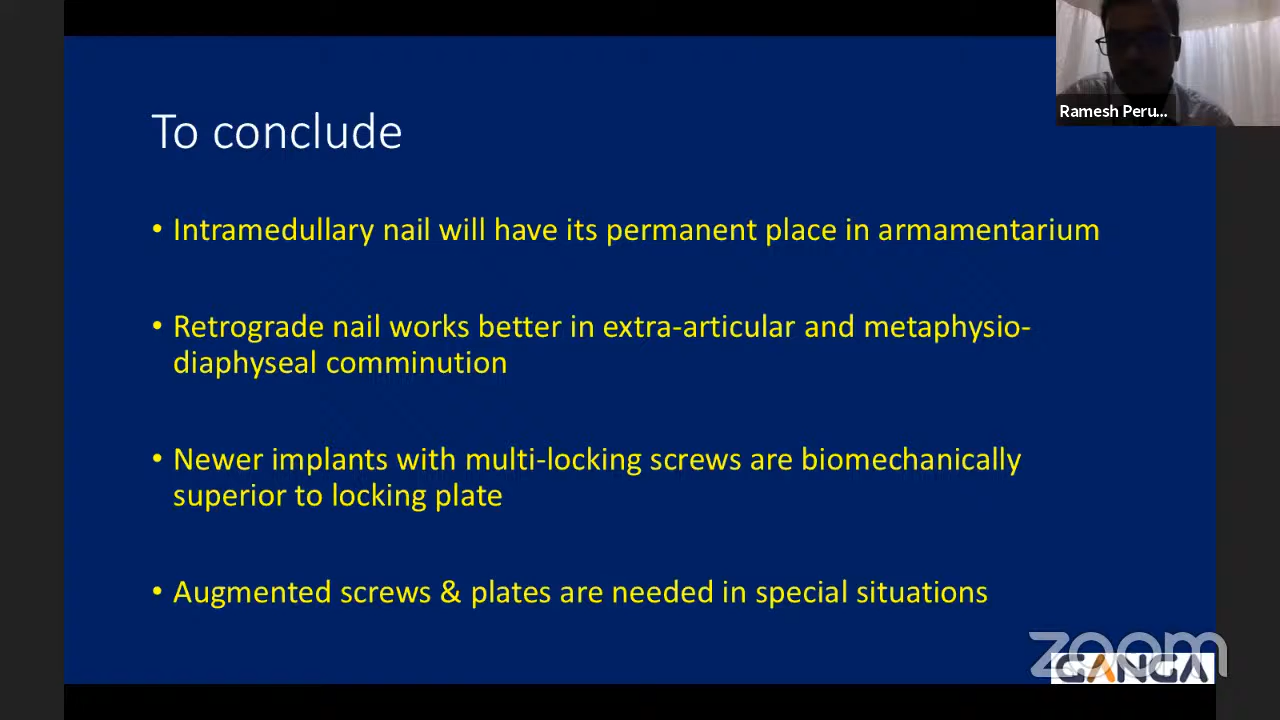 Ramesh Peru...
To conclude
• Intramedullary nail will have its permanent place in armamentarium
• Retrograde nail works better in extra-articular and metaphysio-
diaphyseal comminution
• Newer implants with multi-locking screws are biomechanically
superior to locking plate
• Augmented screws & plates are needed in special situations
zoom
GANGA